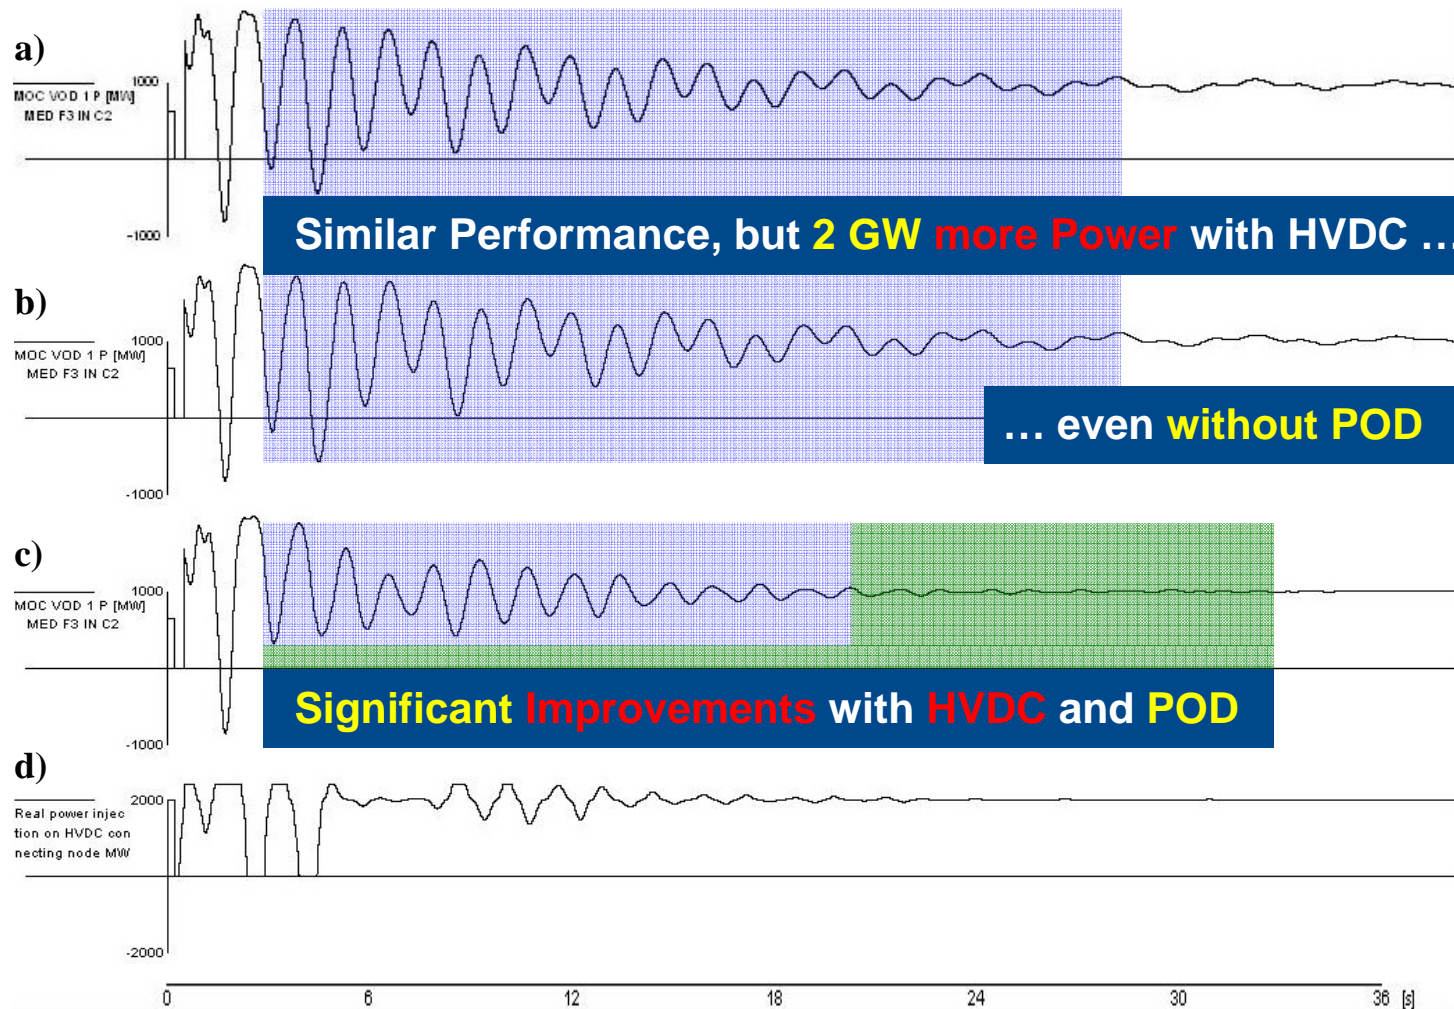 a)
1000
MOC VOD 1 P [MW]
MED F3 IN C2
-1000
Similar Performance, but 2 GW more Power with HVDC …
b)
1000
MOC VOD 1 P [MW]
MED F3 IN C2
… even without POD
-1000
c)
1000
MOC VOD 1 P [MW]
MED F3 IN C2
Significant Improvements with HVDC and POD
-1000
d)
2000
Real power injec
tion on HVDC con
necting node MW
-2000
0 6 12 18 24 30 36 [s]